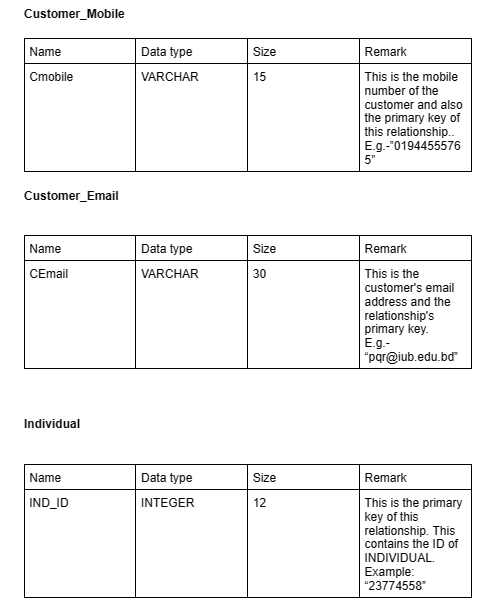 Customer_Mobile
Name Data type Size Remark
Cmobile VARCHAR 15 This is the mobile
number of the
customer and also
the primary key of
this relationship..
E.g.-"0194455576
5"
Customer_Email
Name Data type Size Remark
CEmail VARCHAR 30 This is the
customer's email
address and the
relationship's
primary key.
E.g.-
"pqr@iub.edu.bd"
Individual
Name Data type Size Remark
IND_ID INTEGER 12 This is the primary
key of this
relationship. This
contains the ID of
INDIVIDUAL.
Example:
"23774558"